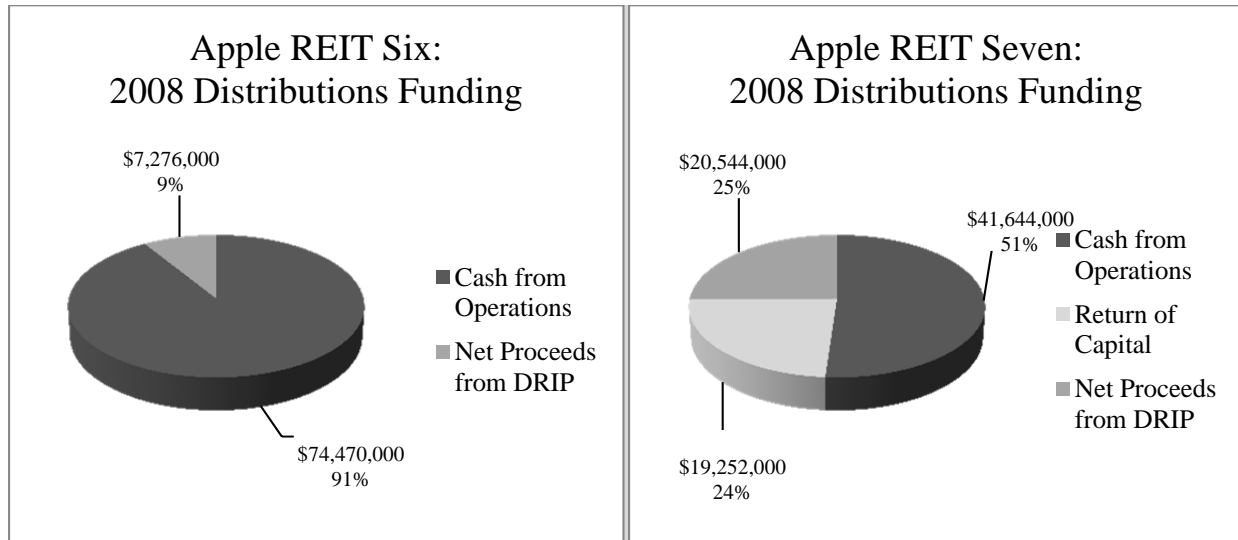 Apple REIT Six:
2008 Distributions Funding
$7,276,000
9%
Cash from
Operations
Net Proceeds
from DRIP
$74,470,000
91%
Apple REIT Seven:
2008 Distributions Funding
$20,544,000
25%
$41,644,000
51%
Cash from
Operations
Return of
Capital
Net Proceeds
from DRIP
$19,252,000
24%